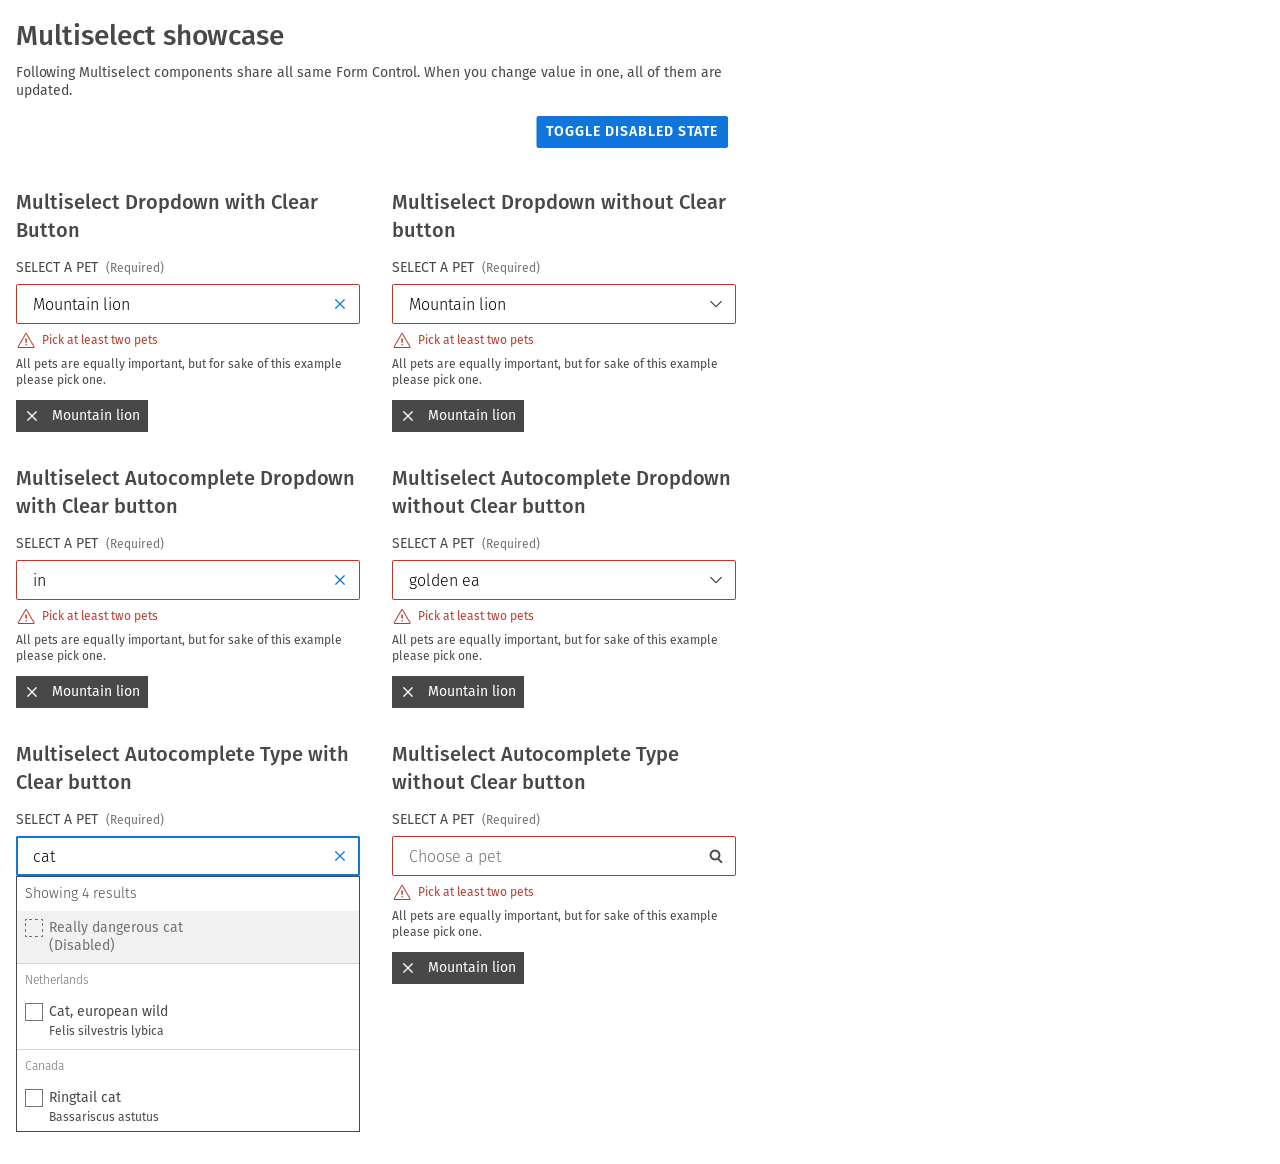 Multiselect showcase
Following Multiselect components share all same Form Control. When you change value in one, all of them are
updated.
TOGGLE DISABLED STATE
Multiselect Dropdown with Clear
Button
SELECT A PET (Required)
Mountain lion
Pick at least two pets
All pets are equally important, but for sake of this example
please pick one.
Mountain lion
Multiselect Dropdown without Clear
button
SELECT A PET (Required)
Mountain lion
Pick at least two pets
All pets are equally important, but for sake of this example
please pick one.
Mountain lion
Multiselect Autocomplete Dropdown
with Clear button
SELECT A PET (Required)
in
Pick at least two pets
All pets are equally important, but for sake of this example
please pick one.
Mountain lion
Multiselect Autocomplete Dropdown
without Clear button
SELECT A PET (Required)
golden ea
Pick at least two pets
All pets are equally important, but for sake of this example
please pick one.
Mountain lion
Multiselect Autocomplete Type with
Clear button
SELECT A PET (Required)
cat
Showing 4 results
Really dangerous cat
(Disabled)
Netherlands
Cat, european wild
Felis silvestris lybica
Canada
Ringtail cat
Bassariscus astutus
Multiselect Autocomplete Type
without Clear button
SELECT A PET (Required)
Choose a pet
Pick at least two pets
All pets are equally important, but for sake of this example
please pick one.
Mountain lion